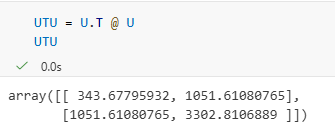 UTU = U.T @ U
UTU
0.0s
array([[ 343.67795932, 1051.61080765],
[1051.61080765, 3302.8106889 ]])